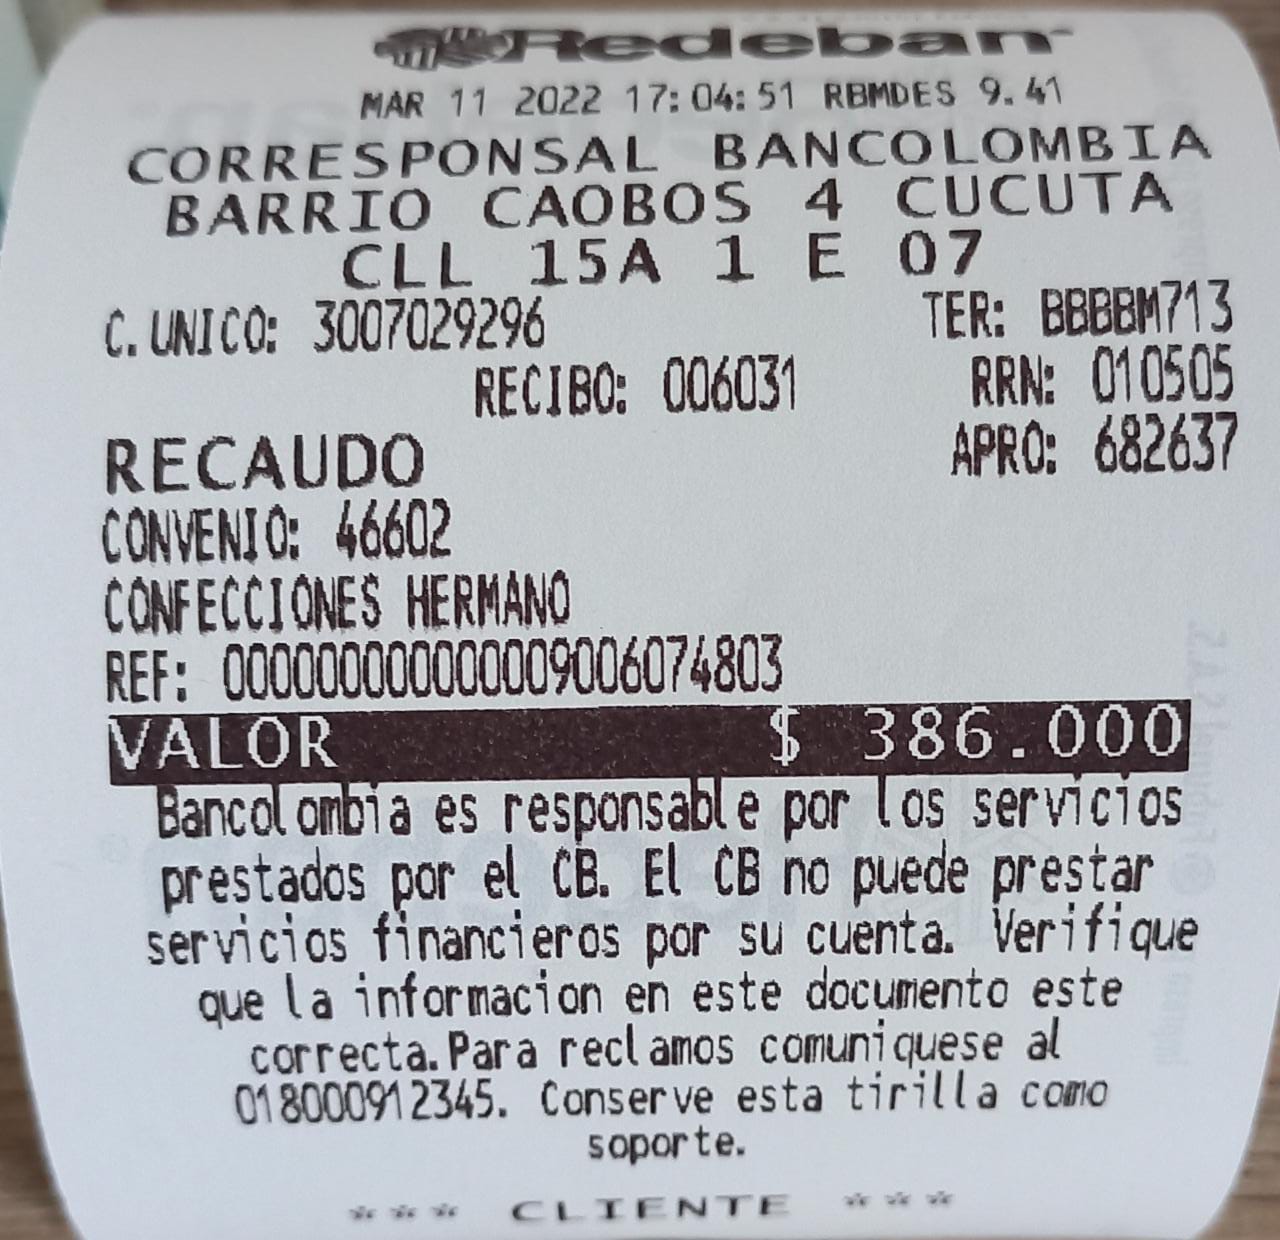 Redeban
MAR 11 2022 17:04:51 RBMDES 9.41
CORRESPONSAL BANCOLOMBIA
BARRIO CAOBOS 4 CUCUTA
CLL 15A 1 E 07
C.UNICO: 3007029296 TER: BBBBM713
RECIBO: 006031 RRN: 010505
RECAUDO APRO: 682637
CONVENIO: 46602
CONFECCIONES HERMANO
REF: 00000000000009006074803
VALOR $ 386.000
Bancolombia es responsable por los servicios
prestados por el CB. El CB no puede prestar
servicios financieros por su cuenta. Verifique
que la informacion en este documento este
correcta.Para reclamos comuniquese al
018000912345. Conserve esta tirilla como
soporte.
*** CLIENTE ***